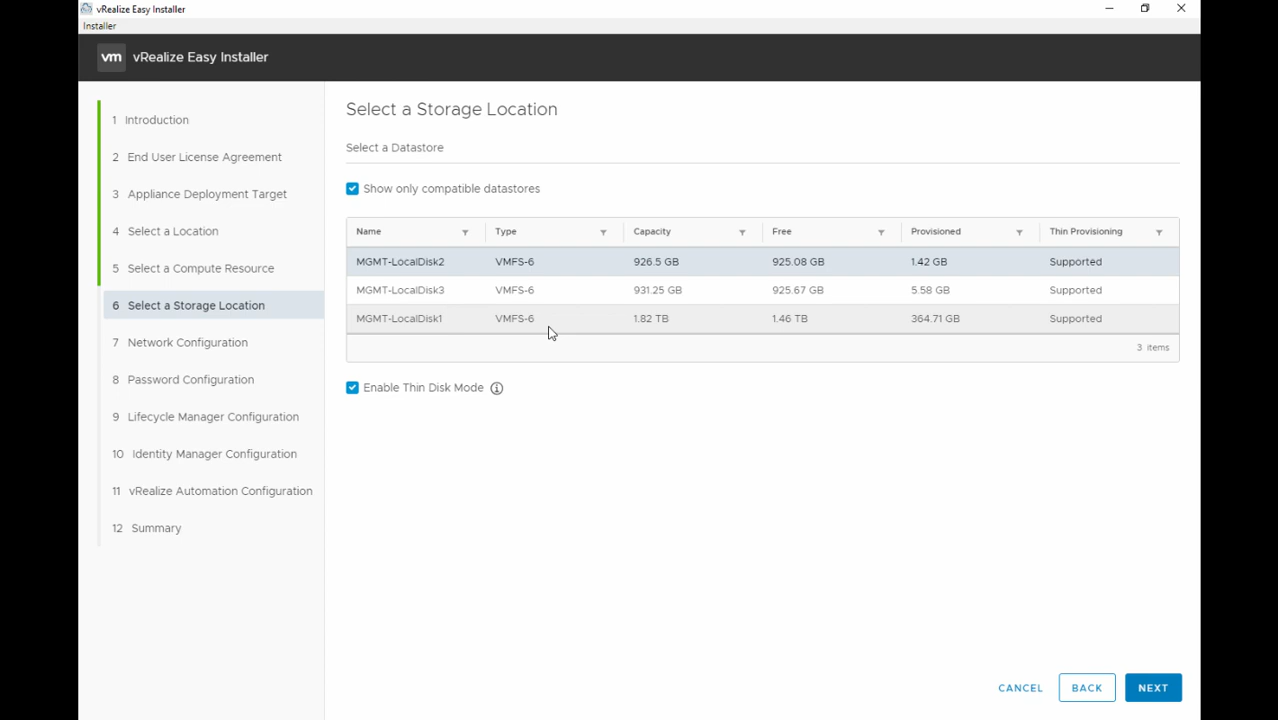 vRealize Easy Installer
Installer
vm vRealize Easy Installer
1 Introduction
2 End User License Agreement
3 Appliance Deployment Target
4 Select a Location
5 Select a Compute Resource
6 Select a Storage Location
7 Network Configuration
8 Password Configuration
9 Lifecycle Manager Configuration
10 Identity Manager Configuration
11 vRealize Automation Configuration
12 Summary
Select a Storage Location
Select a Datastore
Show only compatible datastores
Name Type Capacity Free Provisioned Thin Provisioning
MGMT-LocalDisk2 VMFS-6 926.5 GB 925.08 GB 1.42 GB Supported
MGMT-LocalDisk3 VMFS-6 931.25 GB 925.67 GB 5.58 GB Supported
MGMT-LocalDisk1 VMFS-6 1.82 TB 1.46 TB 364.71 GB Supported
3 items
Enable Thin Disk Mode
CANCEL BACK NEXT